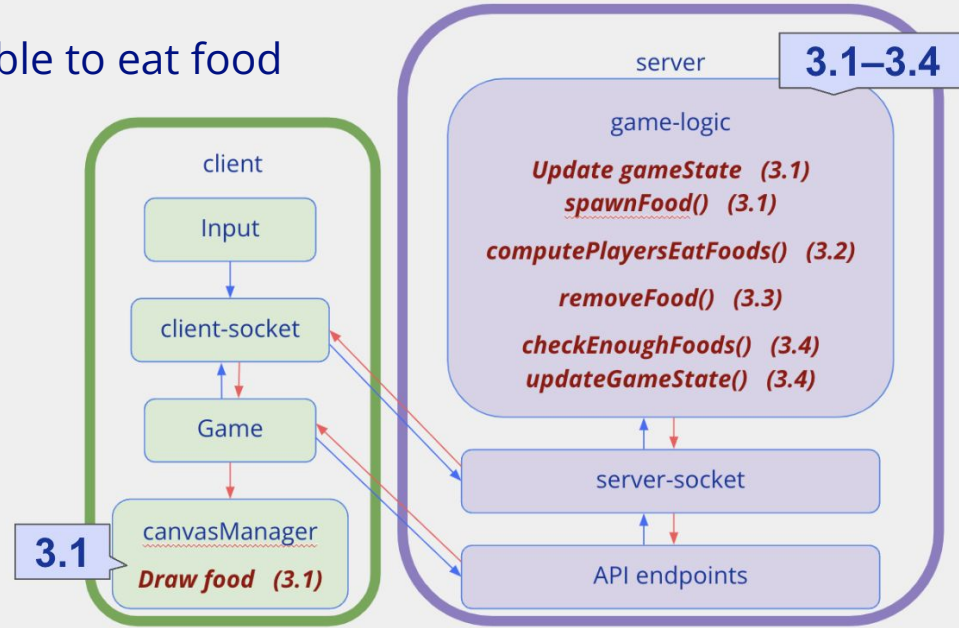 ble to eat food
client
Input
client-socket
Game
canvasManager
Draw food (3.1)
3.1
server
3.1–3.4
game-logic
Update gameState (3.1)
spawnFood() (3.1)
computePlayersEatFoods() (3.2)
removeFood() (3.3)
checkEnoughFoods() (3.4)
updateGameState() (3.4)
server-socket
API endpoints